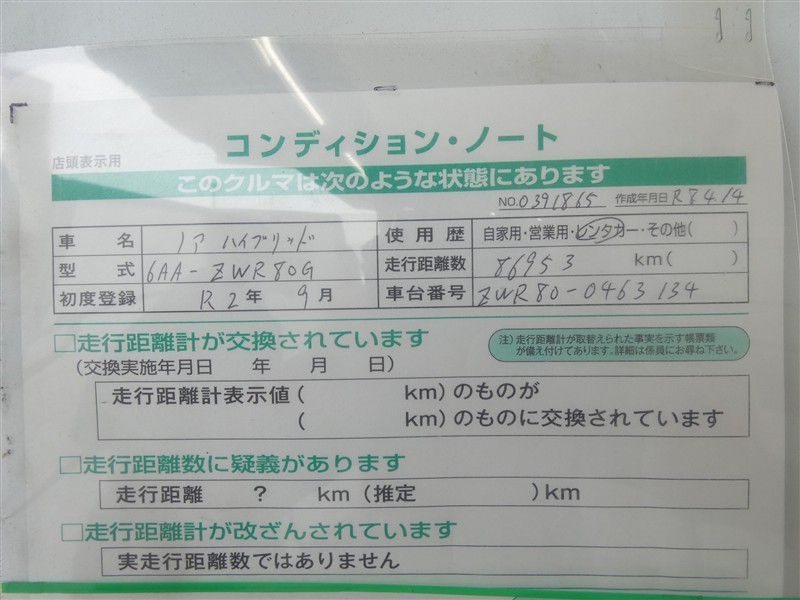 店頭表示用
コンディション・ノート
このクルマは次のような状態にあります
NO.0391865 作成年月日 R8.4.14
車名 ノア ハイブリッド 使用歴 自家用・営業用・レンタカー・その他( )
型式 6AA-ZWR80G 走行距離数 86953 km( )
初度登録 R2年 9月 車台番号 ZWR80-0463134
□走行距離計が交換されています
注)走行距離計が取替えられた事実を示す帳票類
が備え付けてあります。詳細は係員にお尋ね下さい。
(交換実施年月日 年 月 日)
走行距離計表示値( km)のものが
( km)のものに交換されています
□走行距離数に疑義があります
走行距離 ? km(推定 )km
□走行距離計が改ざんされています
実走行距離数ではありません